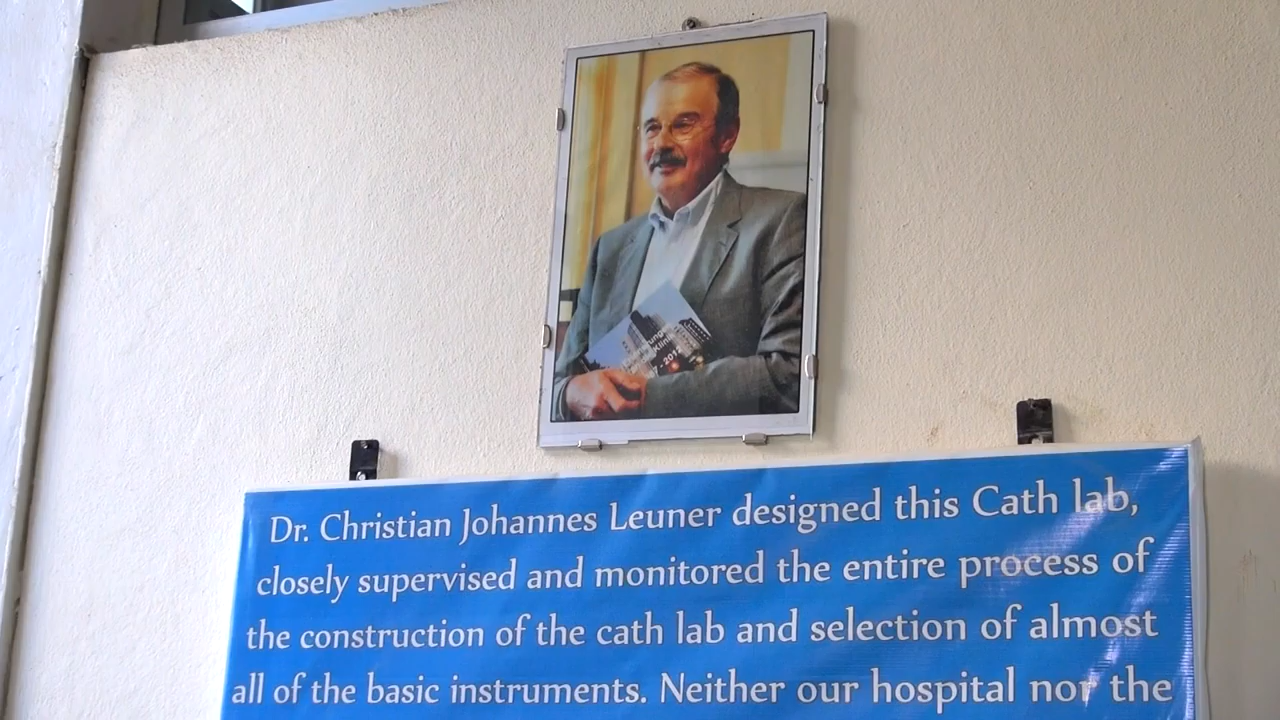 2012
Dr. Christian Johannes Leuner designed this Cath lab,
closely supervised and monitored the entire process of
the construction of the cath lab and selection of almost
all of the basic instruments. Neither our hospital nor the